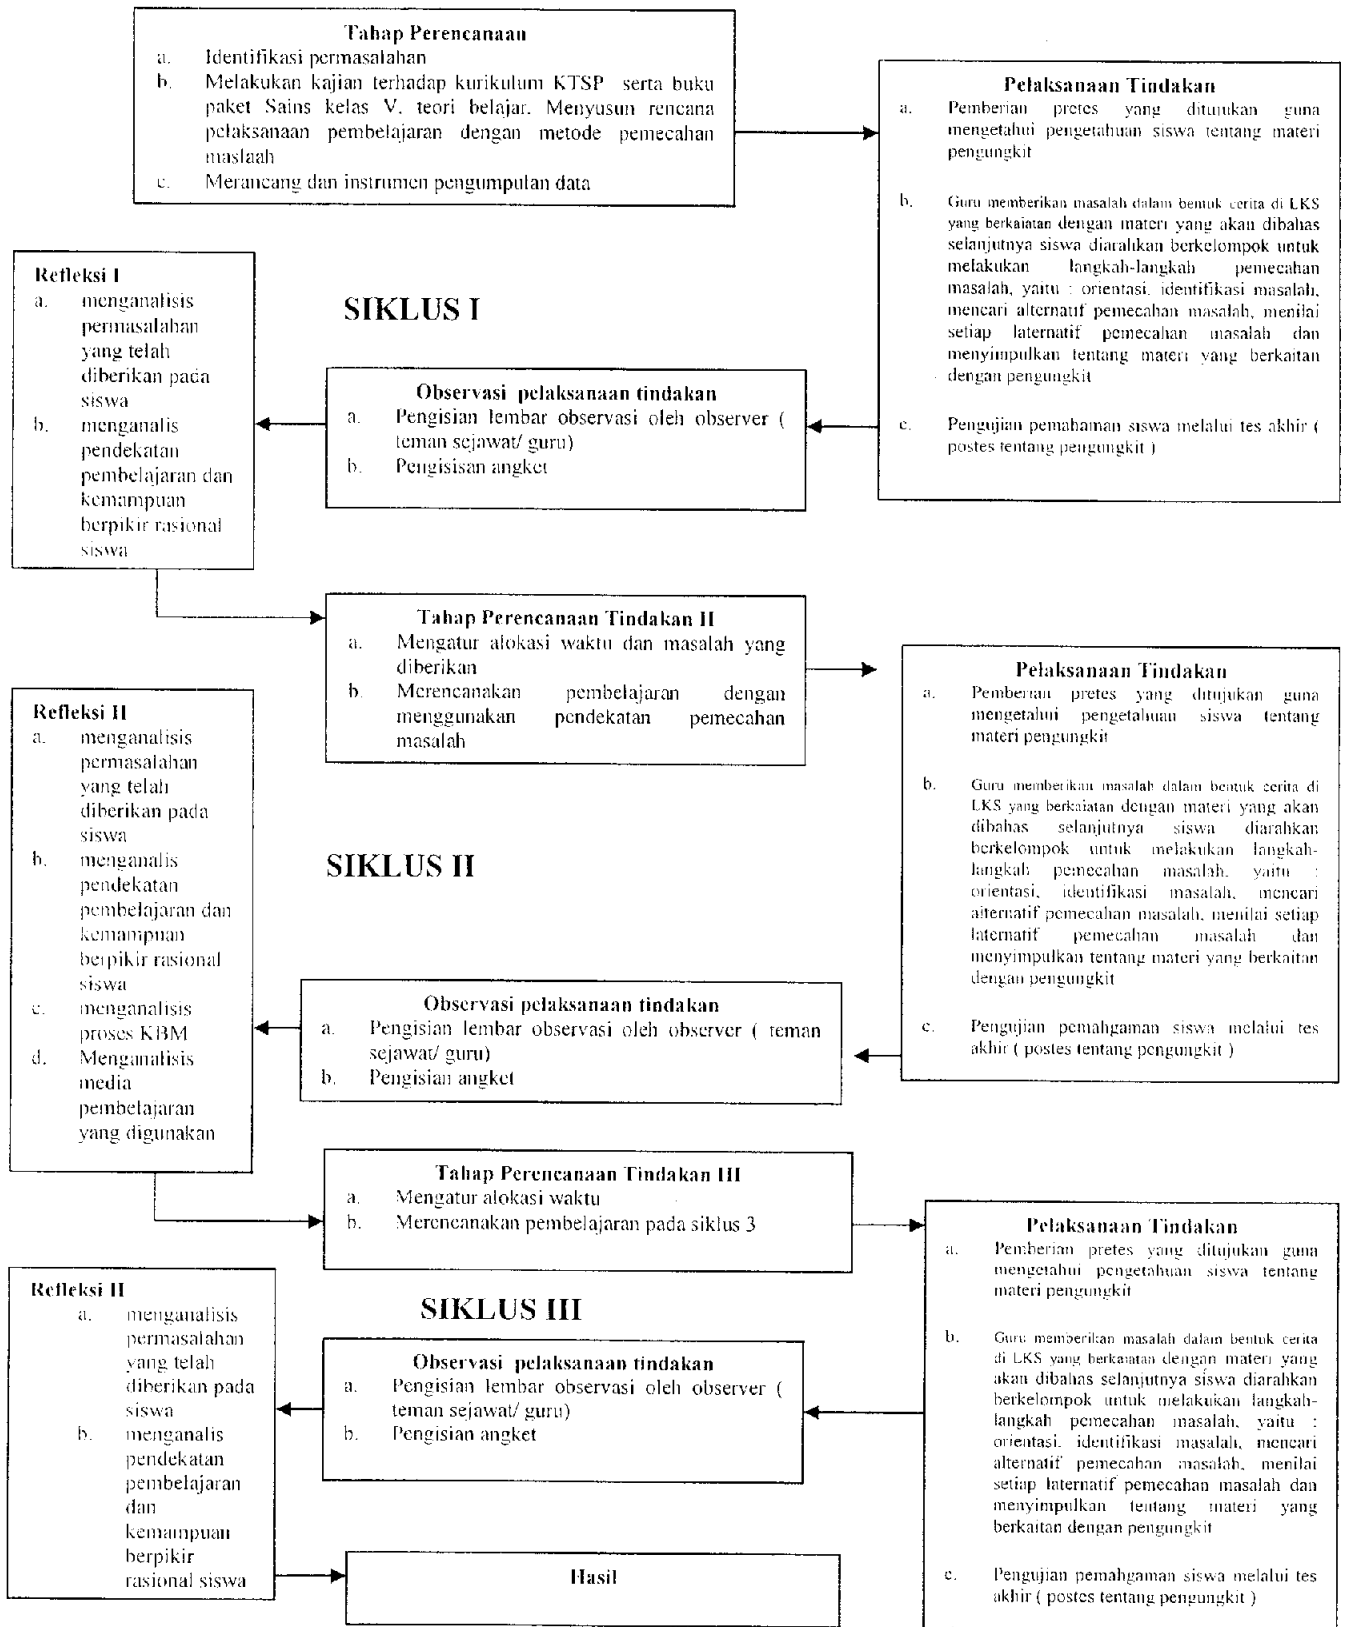 Tahap Perencanaan
a. Identifikasi permasalahan
b. Melakukan kajian terhadap kurikulum KTSP serta buku
paket Sains kelas V. teori belajar. Menyusun rencana
pelaksanaan pembelajaran dengan metode pemecahan
maslaah
c. Merancang dan instrumen pengumpulan data
Pelaksanaan Tindakan
a. Pemberian pretes yang ditujukan guna
mengetahui pengetahuan siswa tentang materi
pengungkit
b. Guru memberikan masalah dalam bentuk cerita di LKS
yang berkaiatan dengan materi yang akan dibahas
selanjutnya siswa diarahkan berkelompok untuk
melakukan langkah-langkah pemecahan
masalah, yaitu : orientasi. identifikasi masalah,
mencari alternatif pemecahan masalah, menilai
setiap laternatif pemecahan masalah dan
menyimpulkan tentang materi yang berkaitan
dengan pengungkit
c. Pengujian pemahaman siswa melalui tes akhir (
postes tentang pengungkit )
SIKLUS I
Observasi pelaksanaan tindakan
a. Pengisian lembar observasi oleh observer (
teman sejawat/ guru)
b. Pengisisan angket
Refleksi I
a. menganalisis
permasalahan
yang telah
diberikan pada
siswa
b. menganalis
pendekatan
pembelajaran dan
kemampuan
berpikir rasional
siswa
Tahap Perencanaan Tindakan II
a. Mengatur alokasi waktu dan masalah yang
diberikan
b. Merencanakan pembelajaran dengan
menggunakan pendekatan pemecahan
masalah
Pelaksanaan Tindakan
a. Pemberian pretes yang ditujukan guna
mengetahui pengetahuan siswa tentang
materi pengungkit
b. Guru memberikan masalah dalam bentuk cerita di
LKS yang berkaiatan dengan materi yang akan
dibahas selanjutnya siswa diarahkan
berkelompok untuk melakukan langkah-
langkah pemecahan masalah. yaitu :
orientasi, identifikasi masalah, mencari
alternatif pemecahan masalah, menilai setiap
laternatif pemecahan masalah dan
menyimpulkan tentang materi yang berkaitan
dengan pengungkit
c. Pengujian pemahgaman siswa melalui tes
akhir ( postes tentang pengungkit )
SIKLUS II
Observasi pelaksanaan tindakan
a. Pengisian lembar observasi oleh observer ( teman
sejawat/ guru)
b. Pengisian angket
Refleksi II
a. menganalisis
permasalahan
yang telah
diberikan pada
siswa
b. menganalis
pendekatan
pembelajaran dan
kemampuan
berpikir rasional
siswa
c. menganalisis
proses KBM
d. Menganalisis
media
pembelajaran
yang digunakan
Tahap Perencanaan Tindakan III
a. Mengatur alokasi waktu
b. Merencanakan pembelajaran pada siklus 3
Pelaksanaan Tindakan
a. Pemberian pretes yang ditujukan guna
mengetahui pengetahuan siswa tentang
materi pengungkit
b. Guru memberikan masalah dalam bentuk cerita
di LKS yang berkaiatan dengan materi yang
akan dibahas selanjutnya siswa diarahkan
berkelompok untuk melakukan langkah-
langkah pemecahan masalah. yaitu :
orientasi. identifikasi masalah, mencari
alternatif pemecahan masalah, menilai
setiap laternatif pemecahan masalah dan
menyimpulkan tentang materi yang
berkaitan dengan pengungkit
c. Pengujian pemahgaman siswa melalui tes
akhir ( postes tentang pengungkit )
SIKLUS III
Observasi pelaksanaan tindakan
a. Pengisian lembar observasi oleh observer (
teman sejawat/ guru)
b. Pengisian angket
Refleksi II
a. menganalisis
permasalahan
yang telah
diberikan pada
siswa
b. menganalis
pendekatan
pembelajaran
dan
kemampuan
berpikir
rasional siswa
Hasil